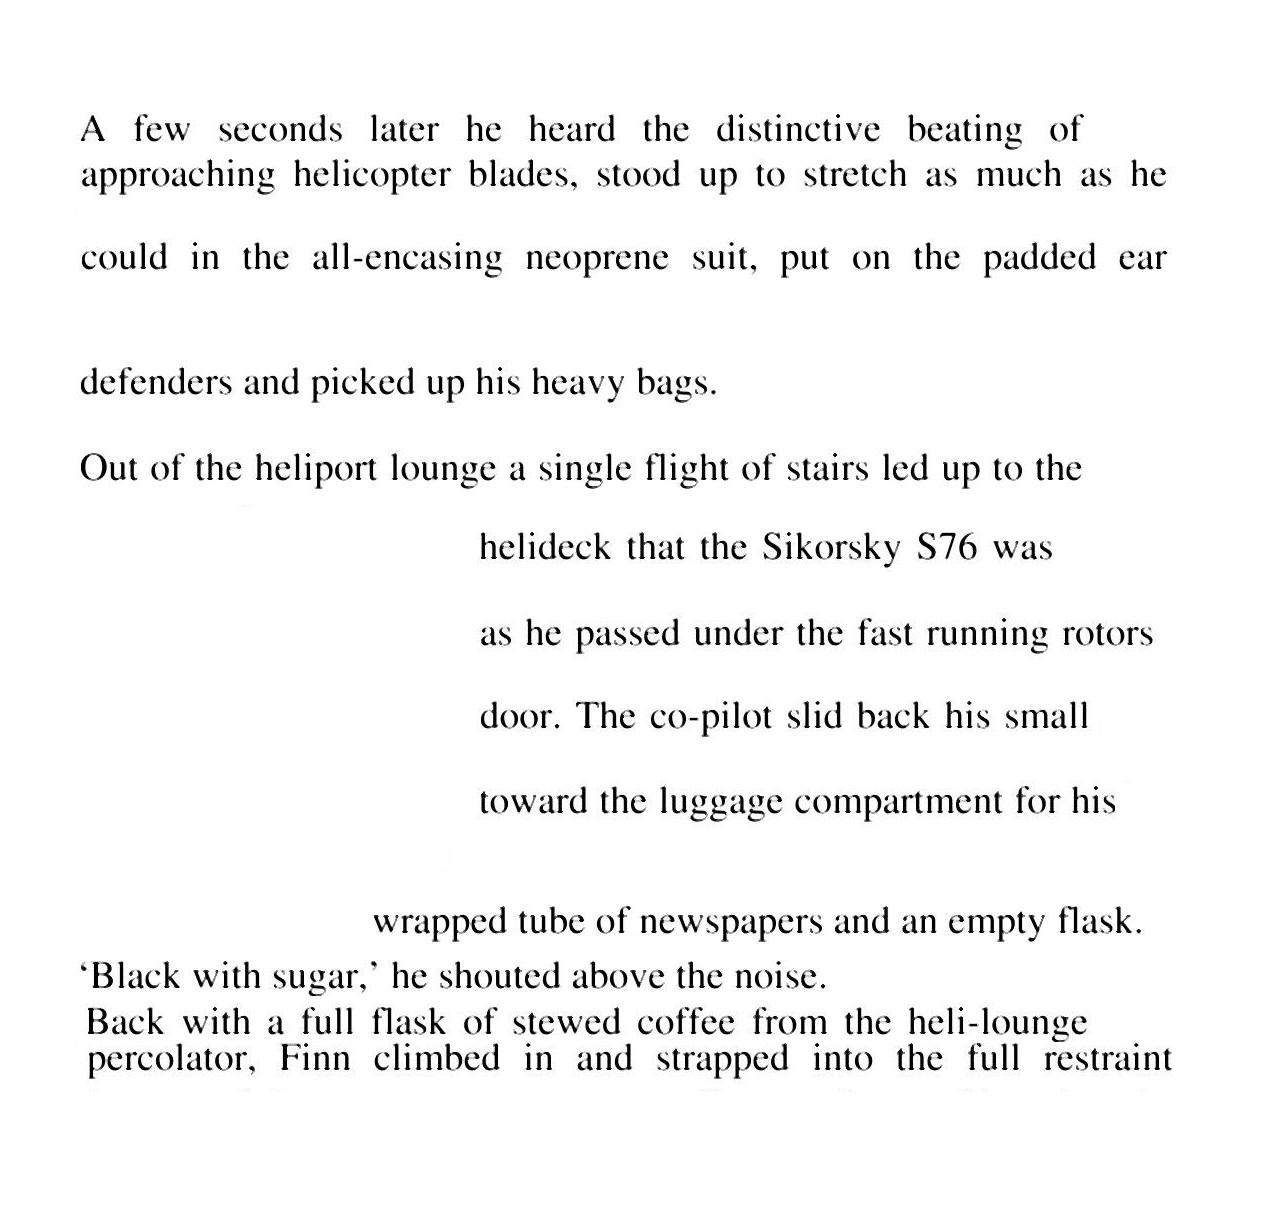 A few seconds later he heard the distinctive beating of
approaching helicopter blades, stood up to stretch as much as he
could in the all-encasing neoprene suit, put on the padded ear
defenders and picked up his heavy bags.
Out of the heliport lounge a single flight of stairs led up to the
helideck that the Sikorsky S76 was
as he passed under the fast running rotors
door. The co-pilot slid back his small
toward the luggage compartment for his
wrapped tube of newspapers and an empty flask.
‘Black with sugar,’ he shouted above the noise.
Back with a full flask of stewed coffee from the heli-lounge
percolator, Finn climbed in and strapped into the full restraint